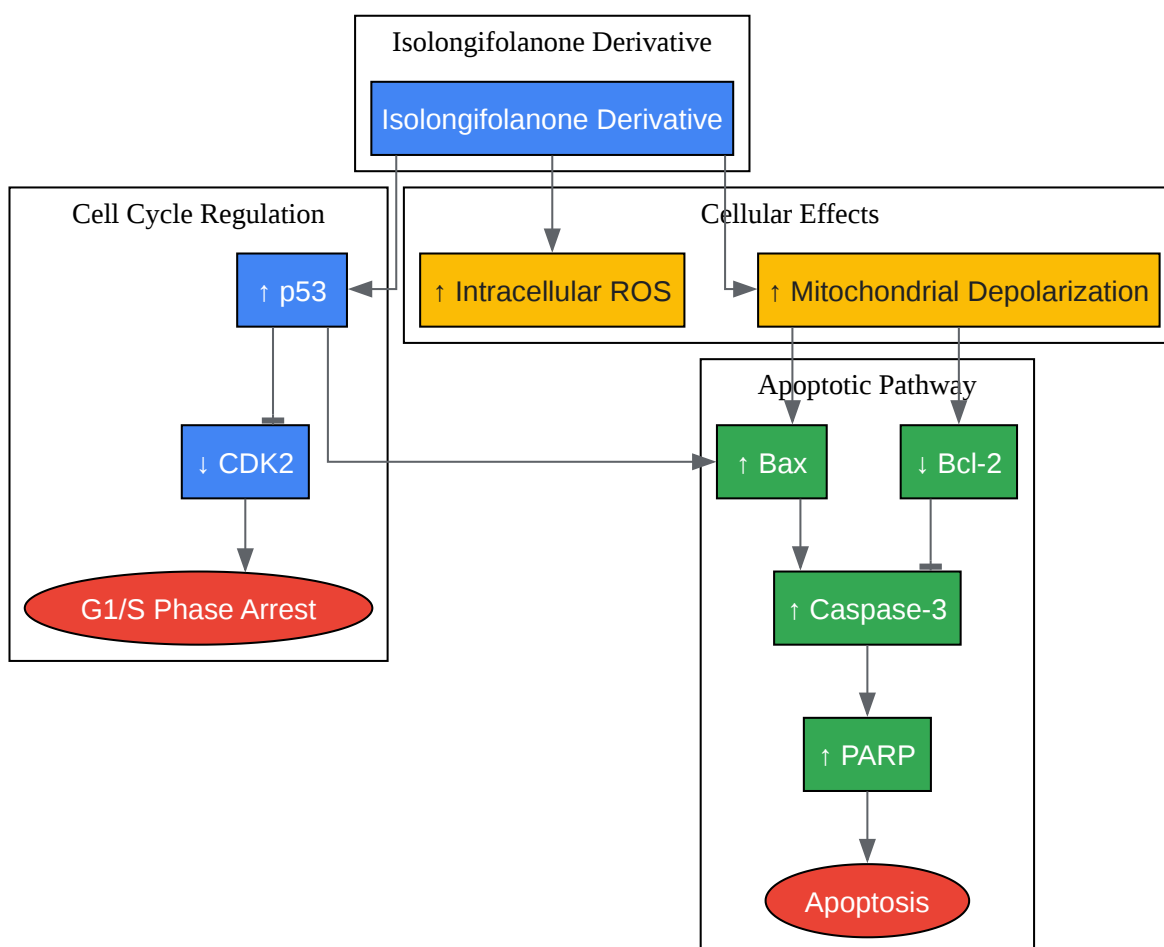 Isolongifolanone Derivative
Isolongifolanone Derivative
Cell Cycle Regulation
Cellular Effects
↑ p53
↑ Intracellular ROS
↑ Mitochondrial Depolarization
Apoptotic Pathway
↓ CDK2
↑ Bax
↓ Bcl-2
G1/S Phase Arrest
↑ Caspase-3
↑ PARP
Apoptosis